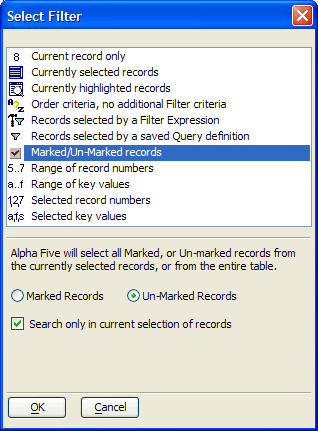 Select Filter
8 Current record only
Currently selected records
Currently highlighted records
A?Z Order criteria, no additional Filter criteria
Records selected by a Filter Expression
Records selected by a saved Query definition
Marked/Un-Marked records
5..7 Range of record numbers
a..f Range of key values
1,2,7 Selected record numbers
a,f,s Selected key values
Alpha Five will select all Marked, or Un-marked records from
the currently selected records, or from the entire table.
Marked Records Un-Marked Records
Search only in current selection of records
OK Cancel